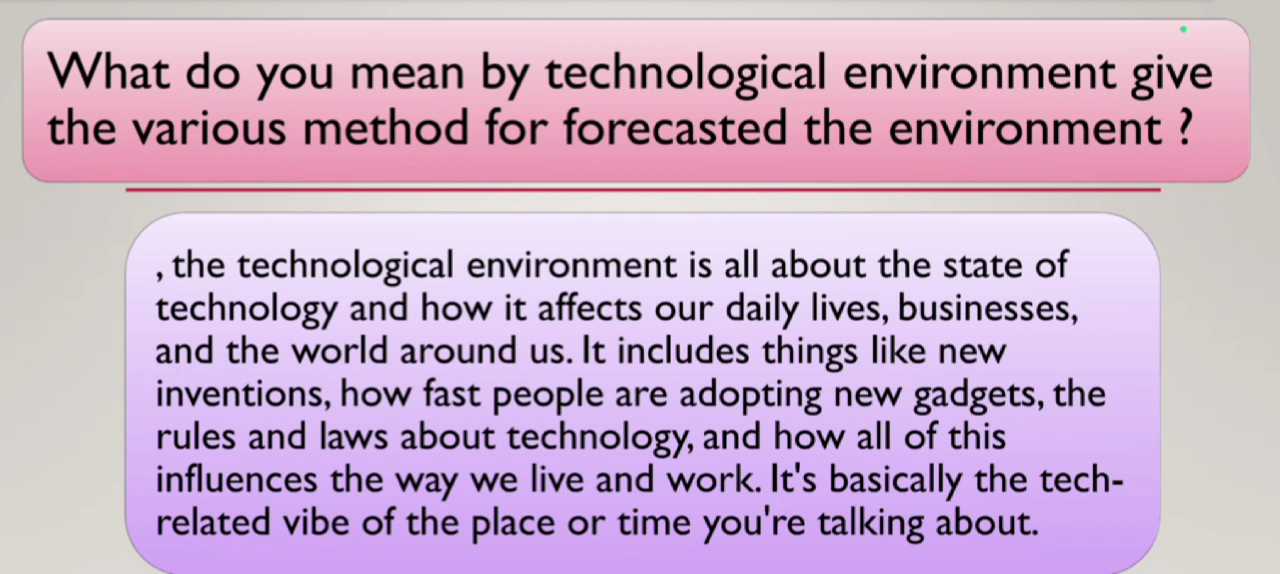 What do you mean by technological environment give
the various method for forecasted the environment ?
, the technological environment is all about the state of
technology and how it affects our daily lives, businesses,
and the world around us. It includes things like new
inventions, how fast people are adopting new gadgets, the
rules and laws about technology, and how all of this
influences the way we live and work. It's basically the tech-
related vibe of the place or time you're talking about.